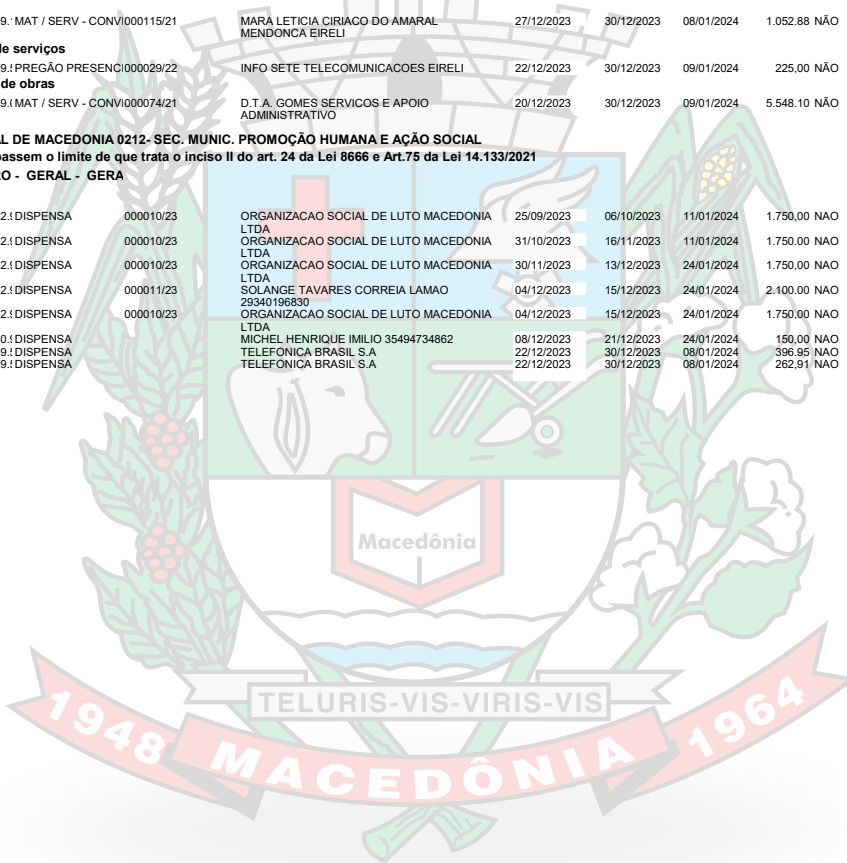 9.' MAT / SERV - CONVI 000115/21 MARA LETICIA CIRIACO DO AMARAL 27/12/2023 30/12/2023 08/01/2024 1.052.88 NÃO
MENDONCA EIRELI
de serviços
9.! PREGÃO PRESENCI 000029/22 INFO SETE TELECOMUNICACOES EIRELI 22/12/2023 30/12/2023 09/01/2024 225,00 NÃO
de obras
9.( MAT / SERV - CONVI 000074/21 D.T.A. GOMES SERVICOS E APOIO 20/12/2023 30/12/2023 09/01/2024 5.548.10 NÃO
ADMINISTRATIVO
AL DE MACEDONIA 0212- SEC. MUNIC. PROMOÇÃO HUMANA E AÇÃO SOCIAL
passem o limite de que trata o inciso II do art. 24 da Lei 8666 e Art.75 da Lei 14.133/2021
RO - GERAL - GERA
2.! DISPENSA 000010/23 ORGANIZACAO SOCIAL DE LUTO MACEDONIA 25/09/2023 06/10/2023 11/01/2024 1.750,00 NAO
LTDA
2.! DISPENSA 000010/23 ORGANIZACAO SOCIAL DE LUTO MACEDONIA 31/10/2023 16/11/2023 11/01/2024 1.750.00 NAO
LTDA
2.! DISPENSA 000010/23 ORGANIZACAO SOCIAL DE LUTO MACEDONIA 30/11/2023 13/12/2023 24/01/2024 1.750,00 NAO
LTDA
2.! DISPENSA 000011/23 SOLANGE TAVARES CORREIA LAMAO 04/12/2023 15/12/2023 24/01/2024 2.100.00 NAO
29340196830
2.! DISPENSA 000010/23 ORGANIZACAO SOCIAL DE LUTO MACEDONIA 04/12/2023 15/12/2023 24/01/2024 1.750,00 NAO
LTDA
0.! DISPENSA MICHEL HENRIQUE IMILIO 35494734862 08/12/2023 21/12/2023 24/01/2024 150,00 NAO
9.! DISPENSA TELEFONICA BRASIL S.A 22/12/2023 30/12/2023 08/01/2024 396.95 NAO
9.! DISPENSA TELEFONICA BRASIL S.A 22/12/2023 30/12/2023 08/01/2024 262,91 NAO
Macedônia
TELURIS-VIS-VIRIS-VIS
1948 MACEDÔNIA 1964